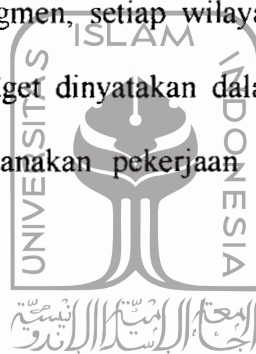 gmen, setiap wilaya
ISLAM
get dinyatakan dala
anakan pekerjaan
UNIVERSITAS
INDONESIA